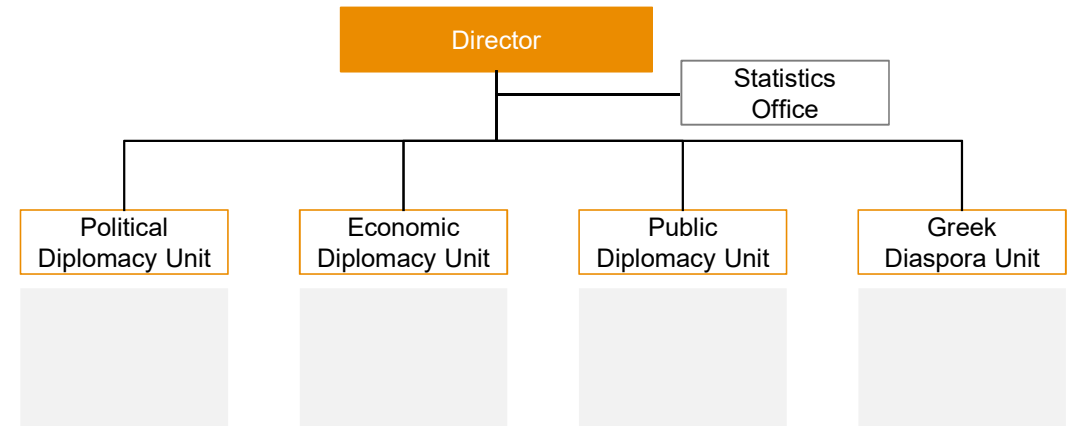 Director
Statistics
Office
Political
Diplomacy Unit
Economic
Diplomacy Unit
Public
Diplomacy Unit
Greek
Diaspora Unit